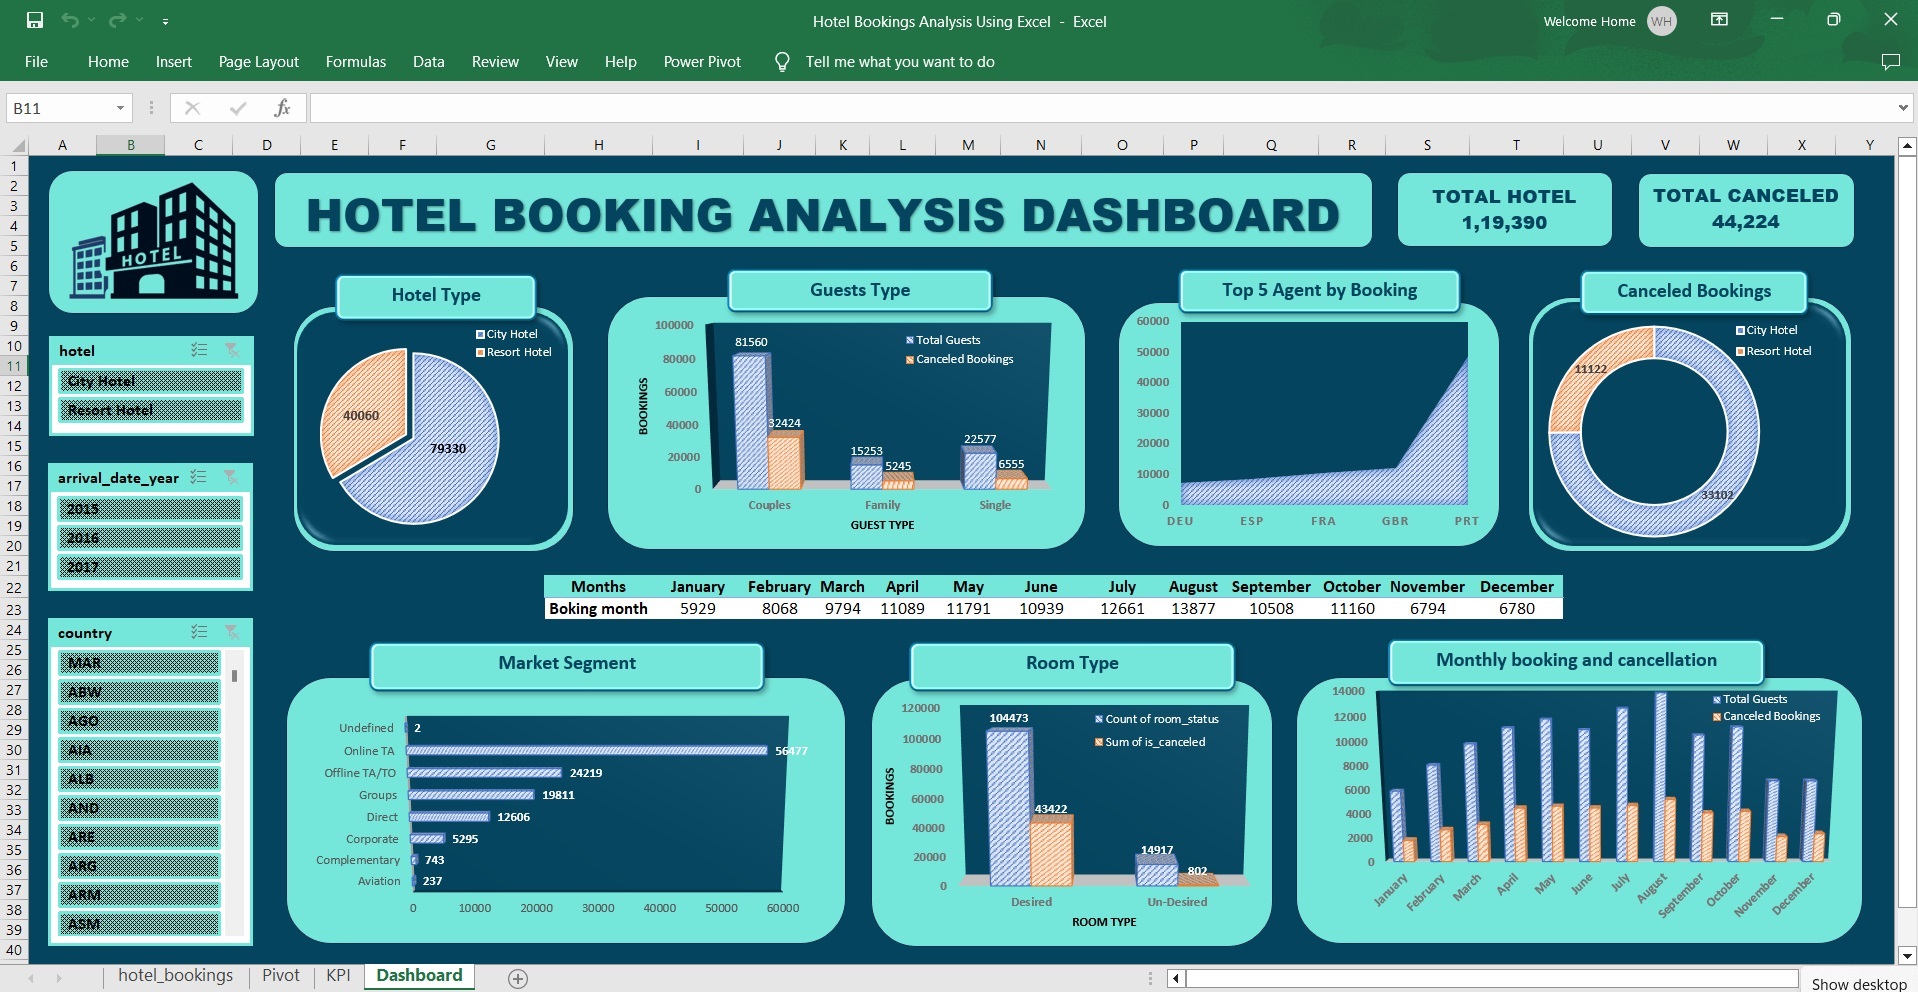 Hotel Bookings Analysis Using Excel - Excel
Welcome Home WH
File Home Insert Page Layout Formulas Data Review View Help Power Pivot Tell me what you want to do
B11 fx
A B C D E F G H I J K L M N O P Q R S T U V W X Y
1
2
3
4
5
6
7
8
9
10
11
12
13
14
15
16
17
18
19
20
21
22
23
24
25
26
27
28
29
30
31
32
33
34
35
36
37
38
39
40
HOTEL
HOTEL BOOKING ANALYSIS DASHBOARD
TOTAL HOTEL
1,19,390
TOTAL CANCELED
44,224
hotel
City Hotel
Resort Hotel
arrival_date_year
2015
2016
2017
country
MAR
ABW
AGO
AIA
ALB
AND
ARE
ARG
ARM
ASM
Hotel Type
City Hotel
Resort Hotel
40060
79330
Guests Type
100000
80000
60000
40000
20000
0
BOOKINGS
Total Guests
Canceled Bookings
81560
32424
15253
5245
22577
6555
Couples Family Single
GUEST TYPE
Top 5 Agent by Booking
60000
50000
40000
30000
20000
10000
0
DEU ESP FRA GBR PRT
Canceled Bookings
City Hotel
Resort Hotel
11122
33102
Months January February March April May June July August September October November December
Boking month 5929 8068 9794 11089 11791 10939 12661 13877 10508 11160 6794 6780
Market Segment
Undefined 2
Online TA 56477
Offline TA/TO 24219
Groups 19811
Direct 12606
Corporate 5295
Complementary 743
Aviation 237
0 10000 20000 30000 40000 50000 60000
Room Type
120000
100000
80000
60000
40000
20000
0
BOOKINGS
Count of room_status
Sum of is_canceled
104473
43422
14917
802
Desired Un-Desired
ROOM TYPE
Monthly booking and cancellation
14000
12000
10000
8000
6000
4000
2000
0
Total Guests
Canceled Bookings
January February March April May June July August September October November December
hotel_bookings Pivot KPI Dashboard
Show desktop